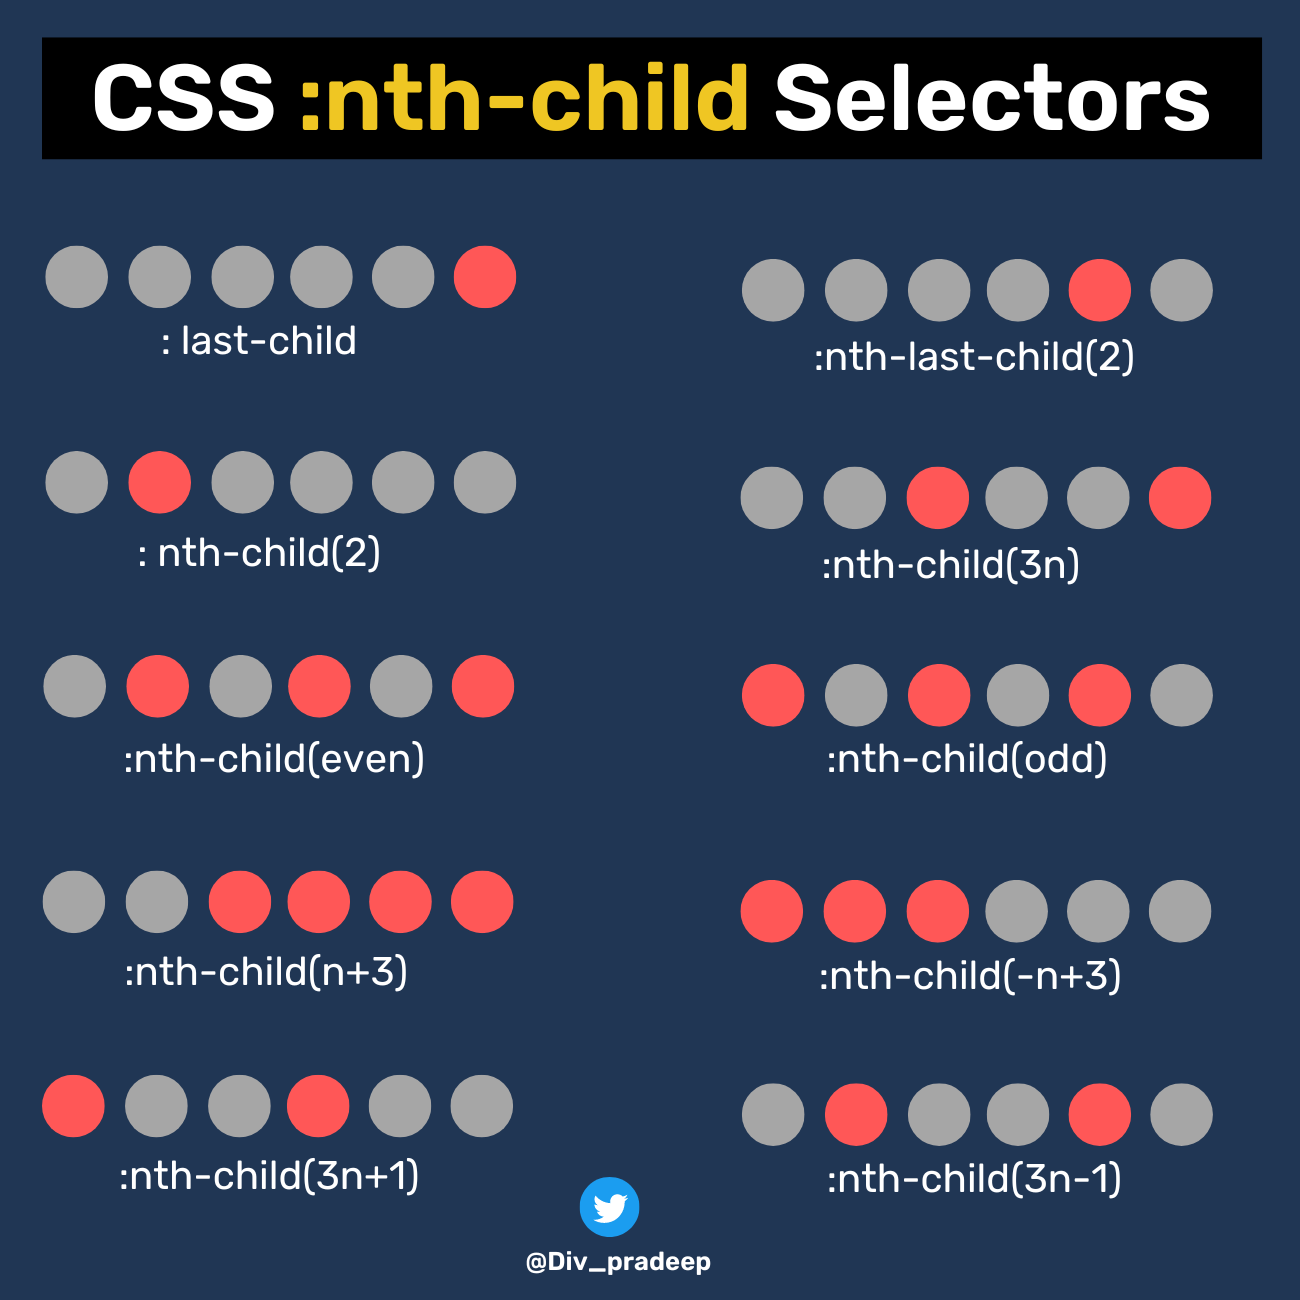 CSS :nth-child Selectors
: last-child
:nth-last-child(2)
: nth-child(2)
:nth-child(3n)
:nth-child(even)
:nth-child(odd)
:nth-child(n+3)
:nth-child(-n+3)
:nth-child(3n+1)
:nth-child(3n-1)
@Div_pradeep